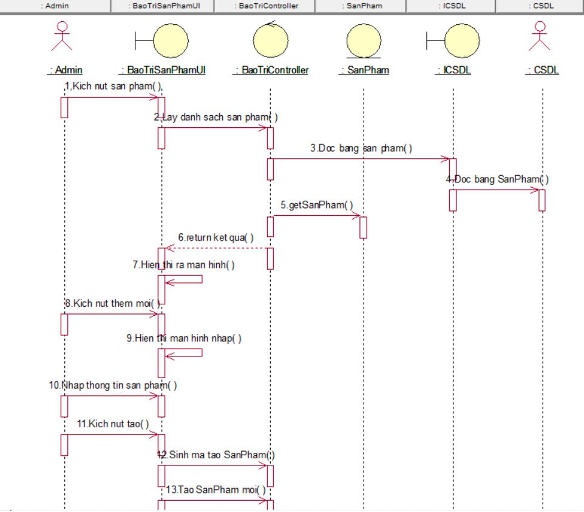 : Admin : BaoTriSanPhamUI : BaoTriController : SanPham : ICSDL : CSDL
: Admin : BaoTriSanPhamUI : BaoTriController : SanPham : ICSDL : CSDL
1.Kich nut san pham( )
2.Lay danh sach san pham( )
3.Doc bang san pham( )
4.Doc bang SanPham( )
5.getSanPham( )
6.return ket qua( )
7.Hien thi ra man hinh( )
8.Kich nut them moi( )
9.Hien thi man hinh nhap( )
10.Nhap thong tin san pham( )
11.Kich nut tao( )
12.Sinh ma tao SanPham( )
13.Tao SanPham moi( )